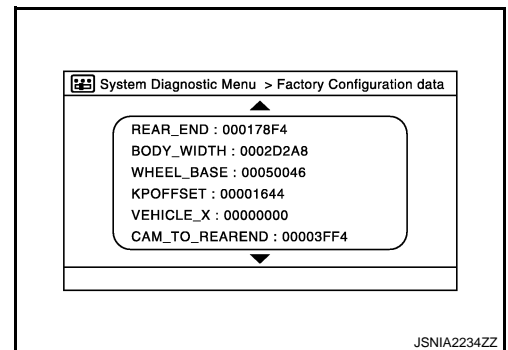 System Diagnostic Menu > Factory Configuration data
REAR_END : 000178F4
BODY_WIDTH : 0002D2A8
WHEEL_BASE : 00050046
KPOFFSET : 00001644
VEHICLE_X : 00000000
CAM_TO_REAREND : 00003FF4
JSNIA2234ZZ